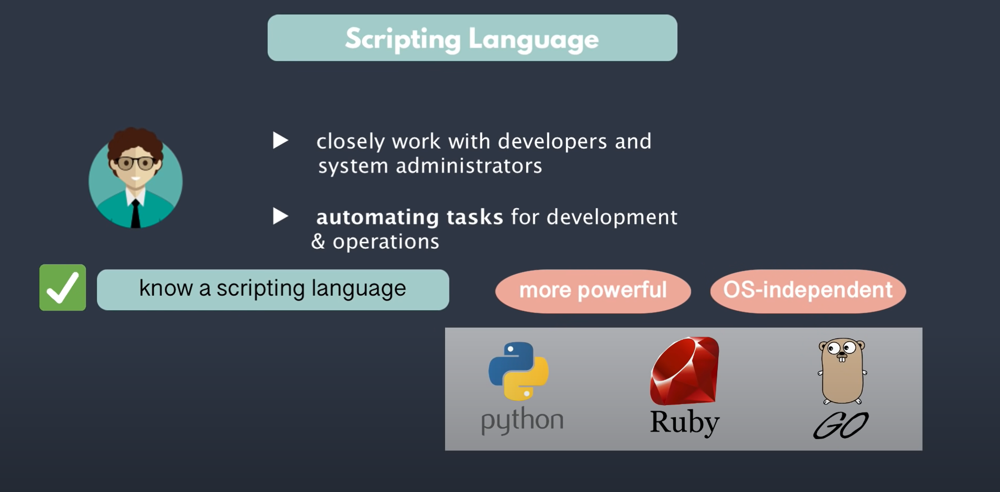 Scripting Language
▶ closely work with developers and
system administrators
▶ automating tasks for development
& operations
know a scripting language
more powerful
OS-independent
python
Ruby
GO